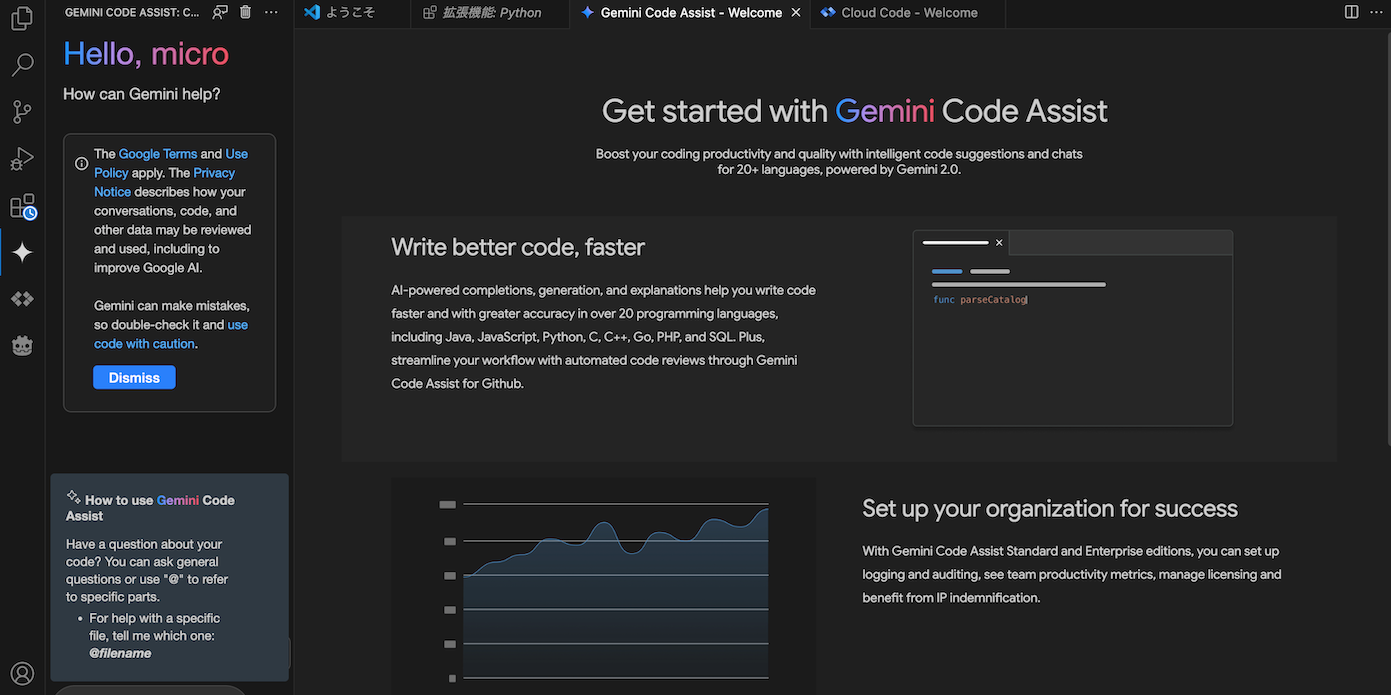 GEMINI CODE ASSIST: C...
ようこそ
拡張機能: Python
Gemini Code Assist - Welcome
Cloud Code - Welcome
Hello, micro
How can Gemini help?
The Google Terms and Use
Policy apply. The Privacy
Notice describes how your
conversations, code, and
other data may be reviewed
and used, including to
improve Google AI.
Gemini can make mistakes,
so double-check it and use
code with caution.
Dismiss
How to use Gemini Code
Assist
Have a question about your
code? You can ask general
questions or use "@" to refer
to specific parts.
• For help with a specific
file, tell me which one:
@filename
Get started with Gemini Code Assist
Boost your coding productivity and quality with intelligent code suggestions and chats
for 20+ languages, powered by Gemini 2.0.
Write better code, faster
AI-powered completions, generation, and explanations help you write code
faster and with greater accuracy in over 20 programming languages,
including Java, JavaScript, Python, C, C++, Go, PHP, and SQL. Plus,
streamline your workflow with automated code reviews through Gemini
Code Assist for Github.
func parseCatalog
Set up your organization for success
With Gemini Code Assist Standard and Enterprise editions, you can set up
logging and auditing, see team productivity metrics, manage licensing and
benefit from IP indemnification.